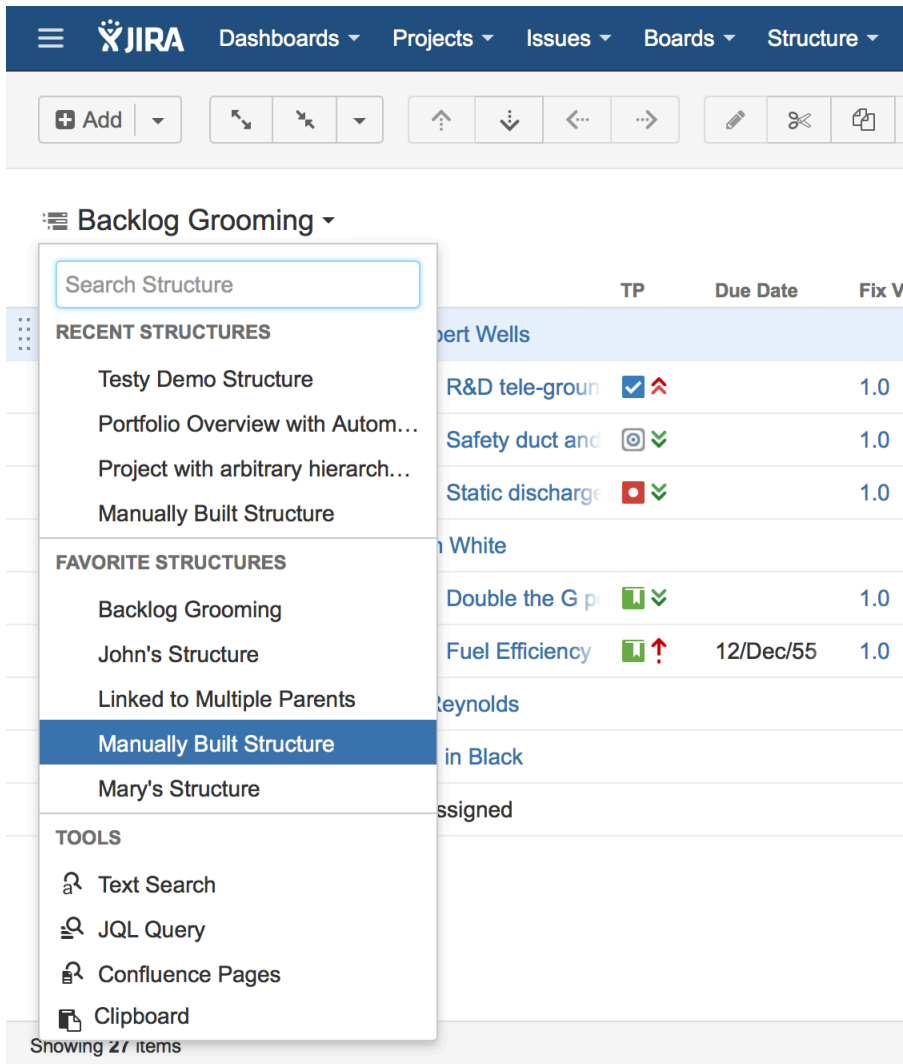 JIRA Dashboards Projects Issues Boards Structure
Add
Backlog Grooming
Search Structure
TP Due Date Fix V
RECENT STRUCTURES
bert Wells
Testy Demo Structure
R&D tele-groun 1.0
Portfolio Overview with Autom...
Safety duct and 1.0
Project with arbitrary hierarch...
Static discharge 1.0
Manually Built Structure
n White
FAVORITE STRUCTURES
Backlog Grooming
Double the G p 1.0
John's Structure
Fuel Efficiency 12/Dec/55 1.0
Linked to Multiple Parents
Reynolds
Manually Built Structure
in Black
Mary's Structure
ssigned
TOOLS
a Text Search
JQL Query
Confluence Pages
Clipboard
Showing 27 items